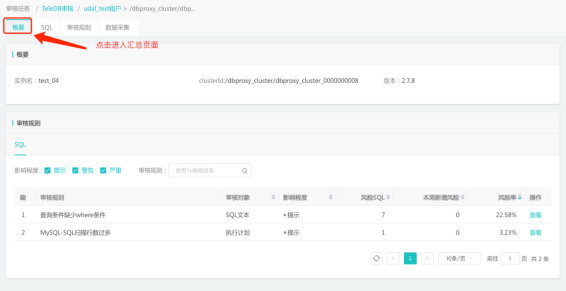 审核任务 / TeleDB审核 / udal_test租户 > /dbproxy_cluster/dbp...
概要 SQL 审核规则 数据采集
点击进入汇总页面
概要
实例名：test_04 clusterId:/dbproxy_cluster/dbproxy_cluster_0000000008 版本：2.7.8
审核规则
SQL
影响程度： 提示 警告 严重 审核规则：
编 审核规则 审核对象 影响程度 风险SQL 本周新增风险 风险率 操作
1 查询条件缺少where条件 SQL文本 提示 7 0 22.58% 查看
2 MySQL-SQL扫描行数过多 执行计划 提示 1 0 3.23% 查看
1 10条/页 前往 1 页 共 2 条